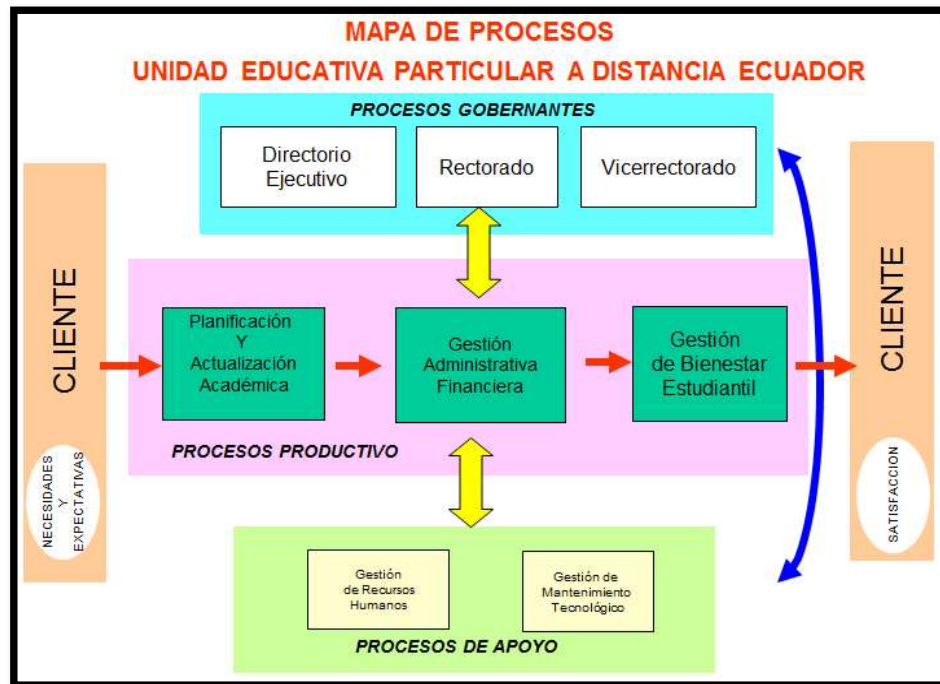 MAPA DE PROCESOS
UNIDAD EDUCATIVA PARTICULAR A DISTANCIA ECUADOR
PROCESOS GOBERNANTES
Directorio
Ejecutivo
Rectorado
Vicerrectorado
CLIENTE
NECESIDADES
Y
EXPECTATIVAS
Planificación
Y
Actualización
Académica
Gestión
Administrativa
Financiera
Gestión
de Bienestar
Estudiantil
PROCESOS PRODUCTIVO
CLIENTE
SATISFACCION
Gestión
de Recursos
Humanos
Gestión de
Mantenimiento
Tecnológico
PROCESOS DE APOYO